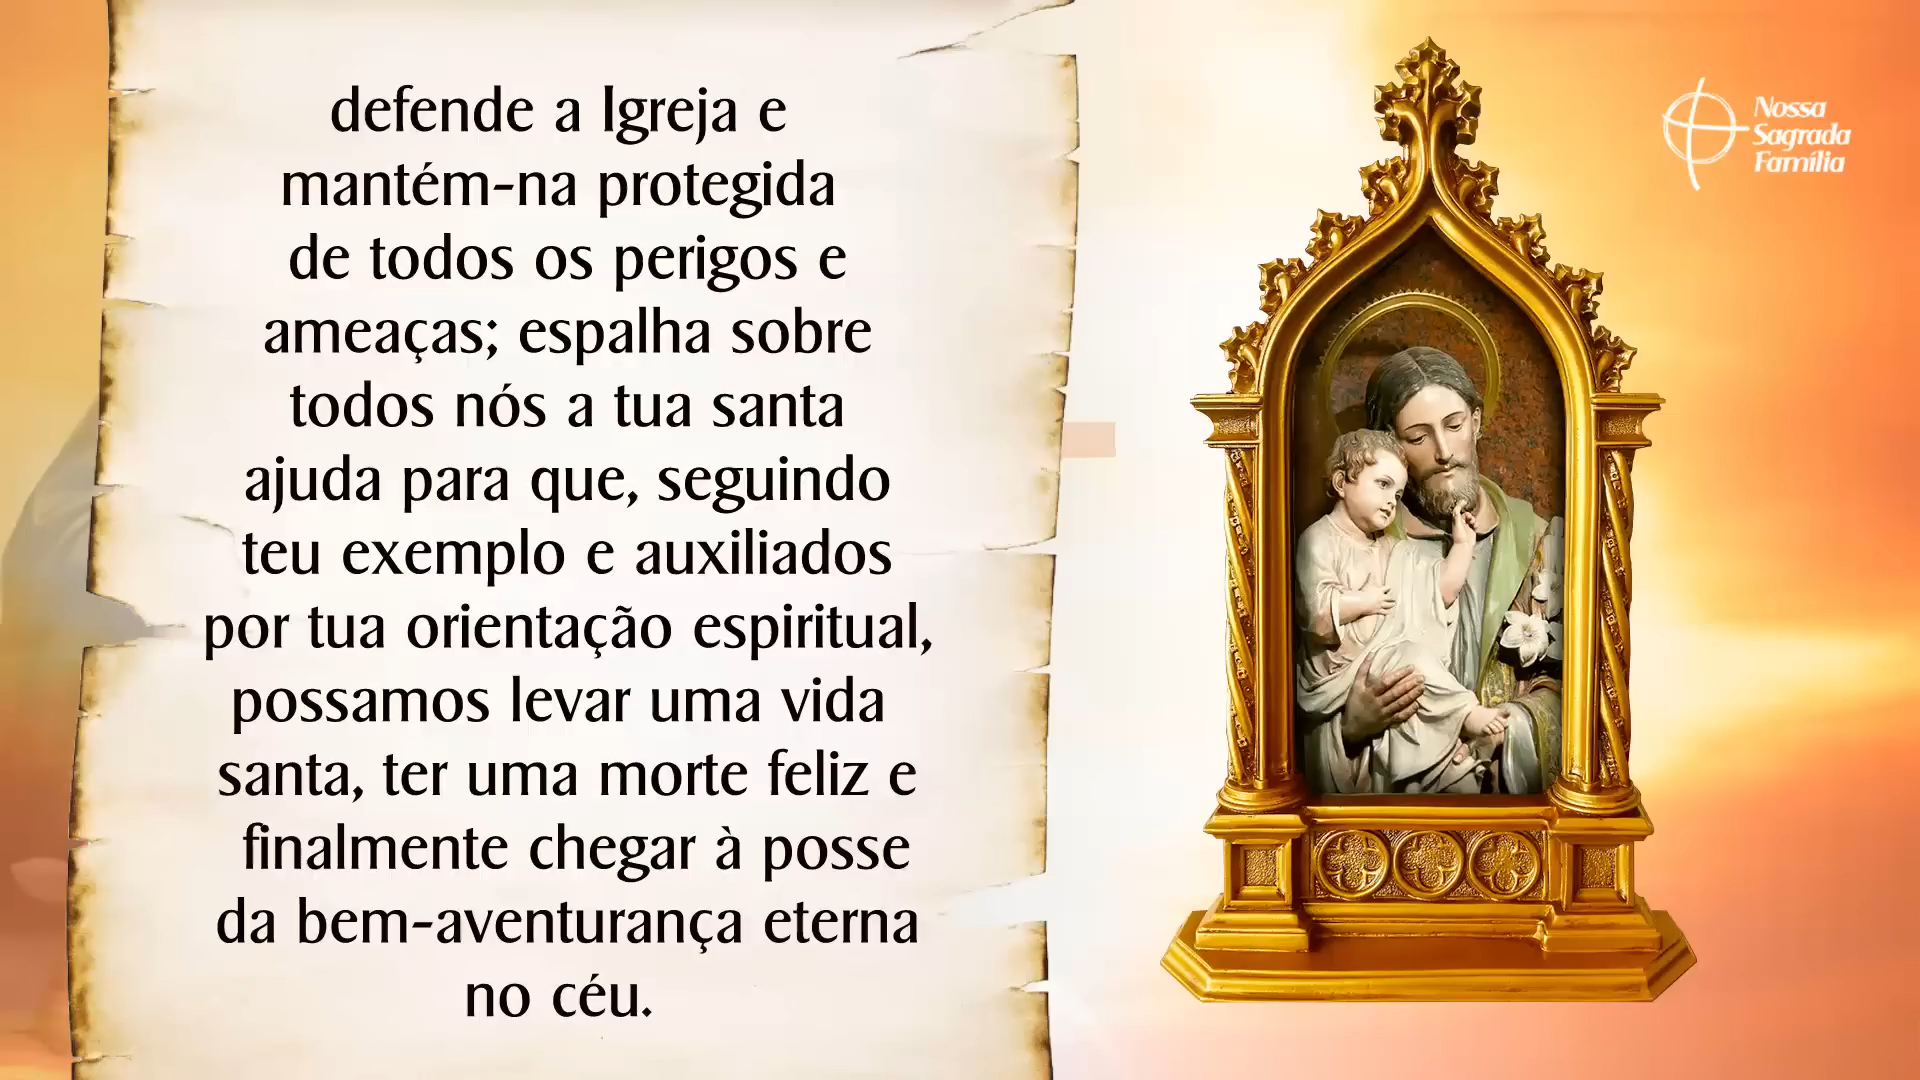 defende a Igreja e
mantém-na protegida
de todos os perigos e
ameaças; espalha sobre
todos nós a tua santa
ajuda para que, seguindo
teu exemplo e auxiliados
por tua orientação espiritual,
possamos levar uma vida
santa, ter uma morte feliz e
finalmente chegar à posse
da bem-aventurança eterna
no céu.
Nossa
Sagrada
Família